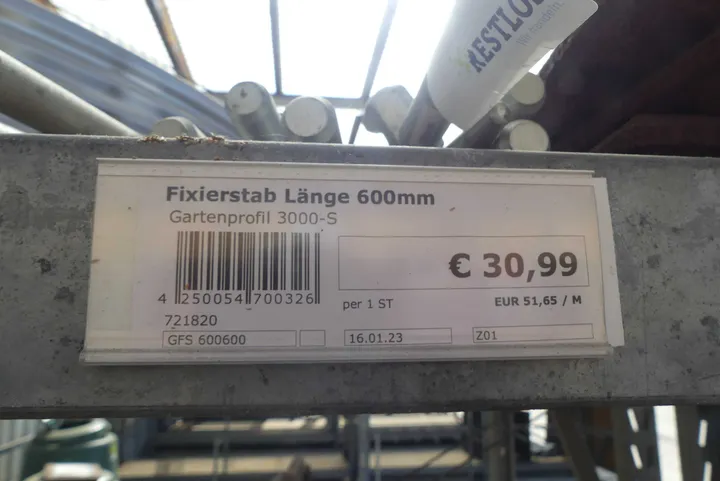 RESTLO
Fixierstab Länge 600mm
Gartenprofil 3000-S
€ 30,99
4 250054 700326
per 1 ST
EUR 51,65 / M
721820
GFS 600600
16.01.23
Z01